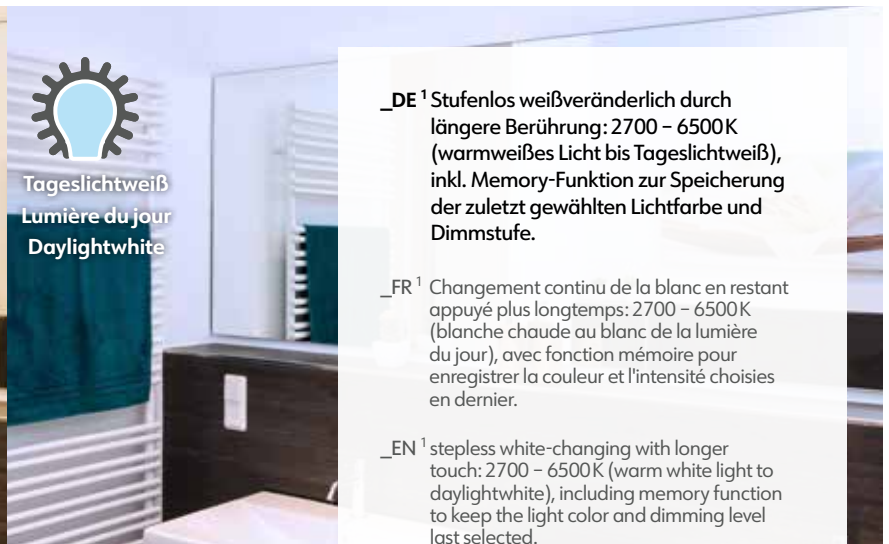 Tageslichtweiß
Lumière du jour
Daylightwhite
_DE ¹ Stufenlos weißveränderlich durch
längere Berührung: 2700 – 6500 K
(warmweißes Licht bis Tageslichtweiß),
inkl. Memory-Funktion zur Speicherung
der zuletzt gewählten Lichtfarbe und
Dimmstufe.
_FR ¹ Changement continu de la blanc en restant
appuyé plus longtemps: 2700 – 6500 K
(blanche chaude au blanc de la lumière
du jour), avec fonction mémoire pour
enregistrer la couleur et l'intensité choisies
en dernier.
_EN ¹ stepless white-changing with longer
touch: 2700 – 6500 K (warm white light to
daylightwhite), including memory function
to keep the light color and dimming level
last selected.